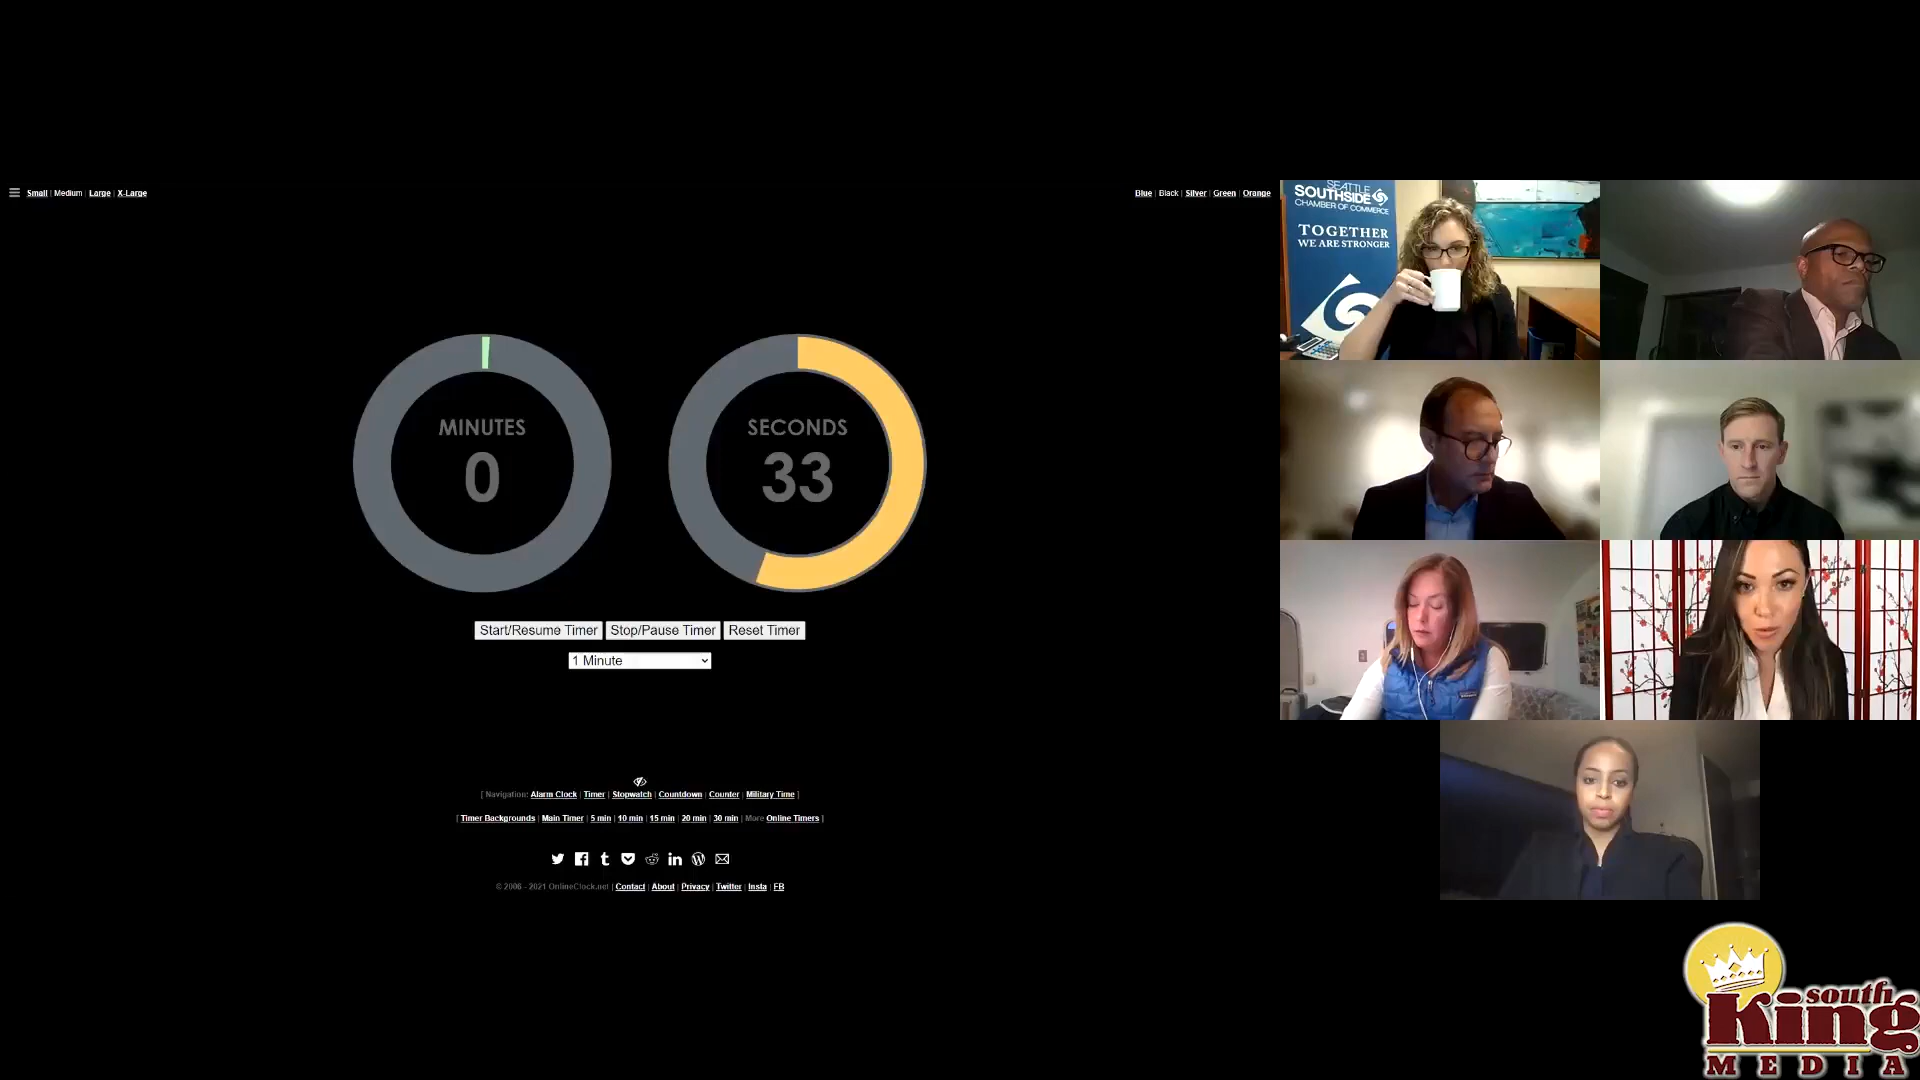 Small | Medium | Large | X-Large
Blue | Black | Silver | Green | Orange
SEATTLE
SOUTHSIDE
CHAMBER OF COMMERCE
TOGETHER
WE ARE STRONGER
MINUTES
0
SECONDS
33
Start/Resume Timer
Stop/Pause Timer
Reset Timer
1 Minute
[ Navigation: Alarm Clock | Timer | Stopwatch | Countdown | Counter | Military Time ]
[ Timer Backgrounds | Main Timer | 5 min | 10 min | 15 min | 20 min | 30 min | More Online Timers ]
© 2006 - 2021 OnlineClock.net | Contact | About | Privacy | Twitter | Insta | FB
south
King
MEDIA